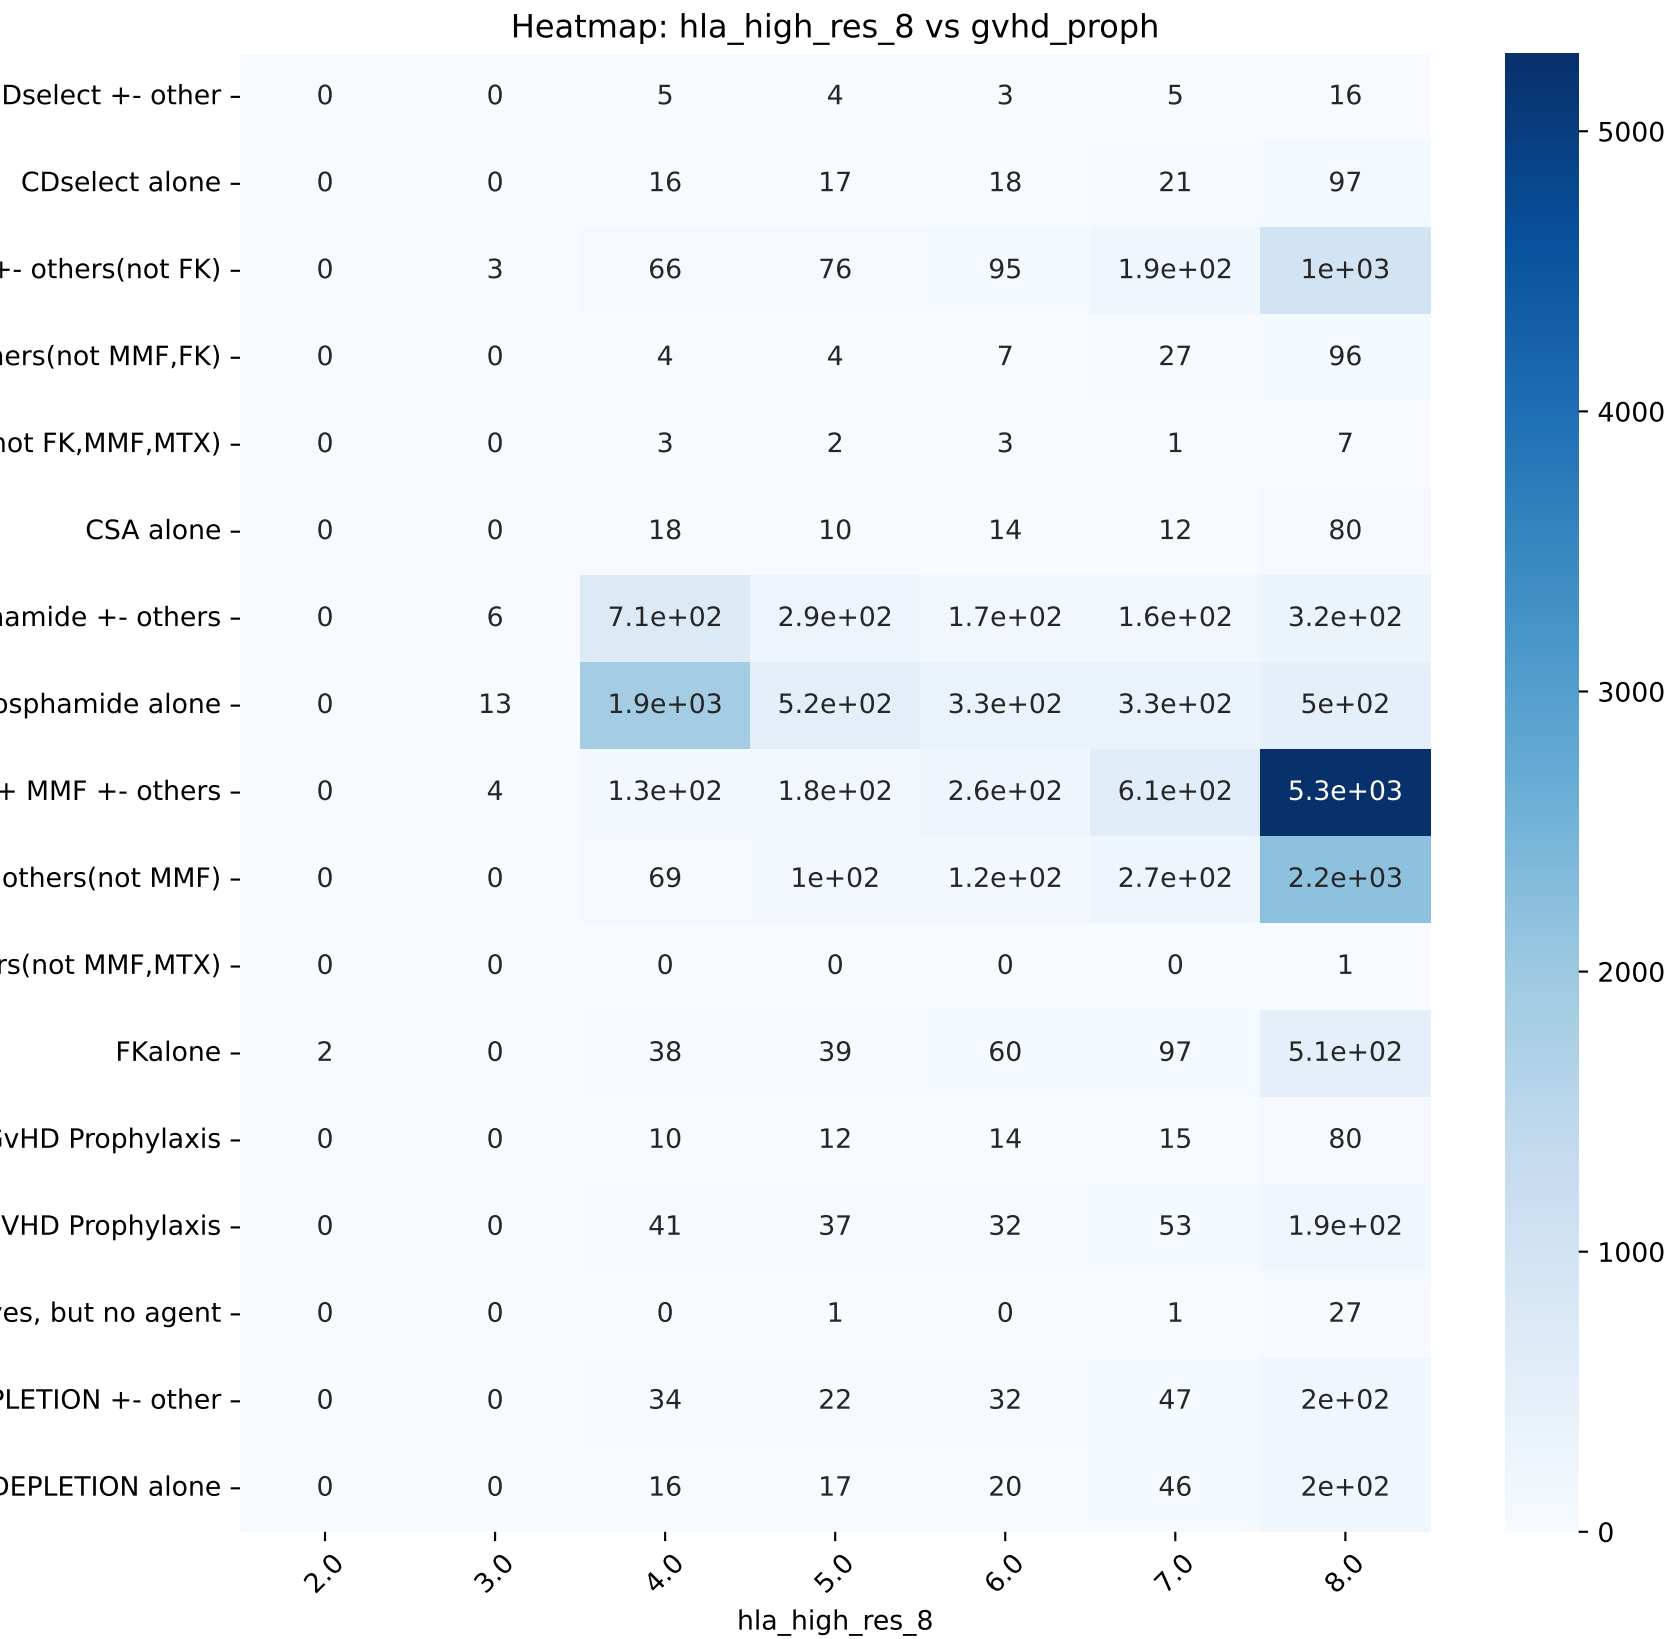 Heatmap: hla_high_res_8 vs gvhd_proph
Dselect +- other 0 0 5 4 3 5 16
5000
CDselect alone 0 0 16 17 18 21 97
+- others(not FK) 0 3 66 76 95 1.9e+02 1e+03
ers(not MMF,FK) 0 0 4 4 7 27 96
4000
not FK,MMF,MTX) 0 0 3 2 3 1 7
CSA alone 0 0 18 10 14 12 80
amide +- others 0 6 7.1e+02 2.9e+02 1.7e+02 1.6e+02 3.2e+02
3000
osphamide alone 0 13 1.9e+03 5.2e+02 3.3e+02 3.3e+02 5e+02
+ MMF +- others 0 4 1.3e+02 1.8e+02 2.6e+02 6.1e+02 5.3e+03
others(not MMF) 0 0 69 1e+02 1.2e+02 2.7e+02 2.2e+03
rs(not MMF,MTX) 0 0 0 0 0 0 1
2000
FKalone 2 0 38 39 60 97 5.1e+02
GvHD Prophylaxis 0 0 10 12 14 15 80
VHD Prophylaxis 0 0 41 37 32 53 1.9e+02
1000
es, but no agent 0 0 0 1 0 1 27
PLETION +- other 0 0 34 22 32 47 2e+02
DEPLETION alone 0 0 16 17 20 46 2e+02
0
2.0 3.0 4.0 5.0 6.0 7.0 8.0
hla_high_res_8